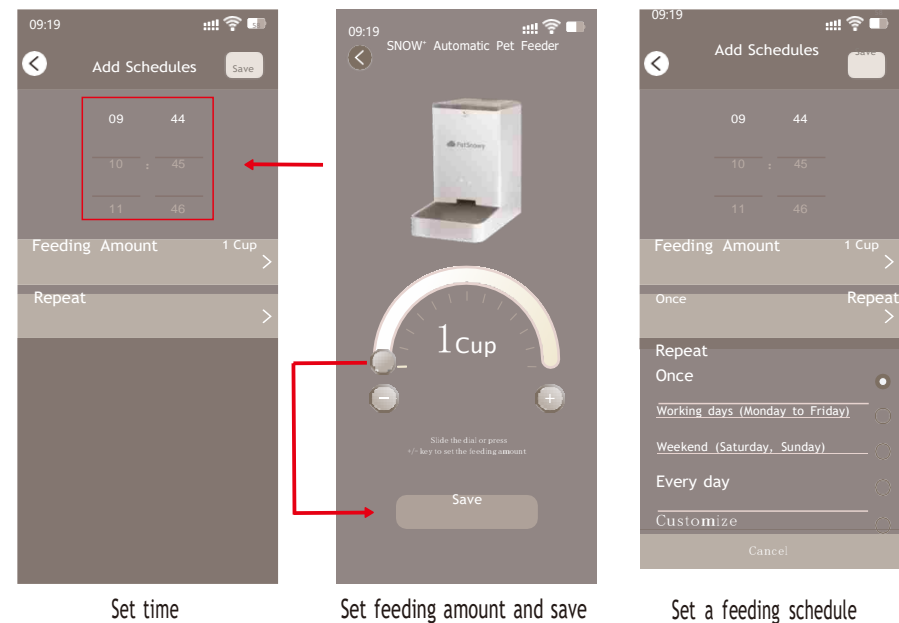 09:19
Add Schedules
Save
09 44
10 : 45
11 46
Feeding Amount 1 Cup
Repeat
Set time
09:19
SNOW⁺ Automatic Pet Feeder
PetSnowy
1 Cup
Slide the dial or press
+/- key to set the feeding amount
Save
Set feeding amount and save
09:19
Add Schedules
Save
09 44
10 : 45
11 46
Feeding Amount 1 Cup
Once Repeat
Repeat
Once
Working days (Monday to Friday)
Weekend (Saturday, Sunday)
Every day
Customize
Cancel
Set a feeding schedule